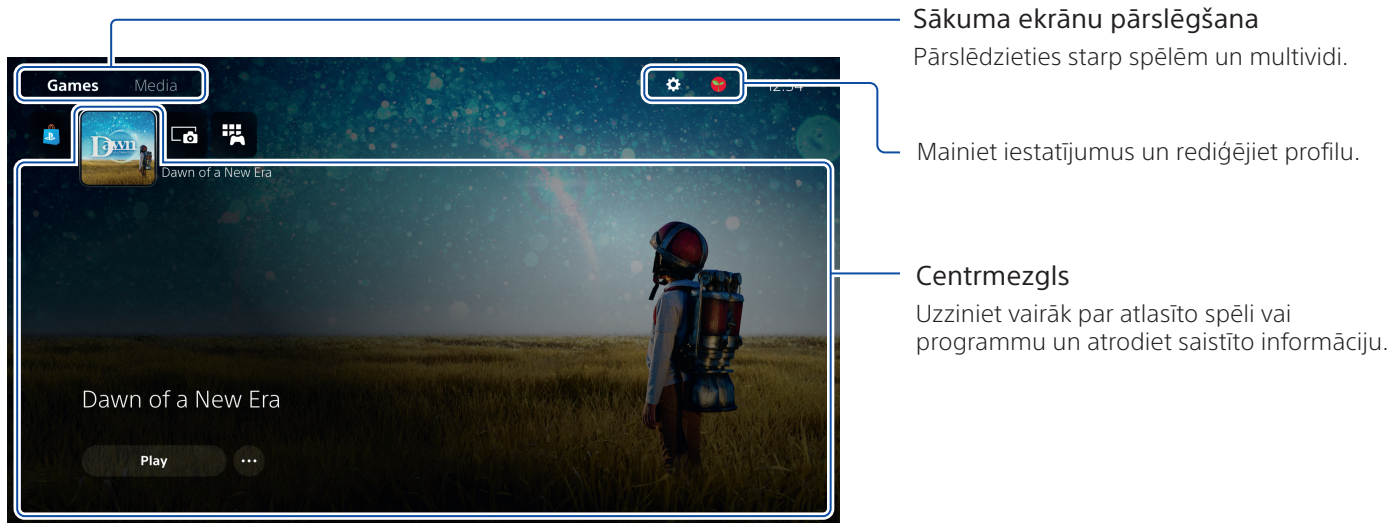 Sākuma ekrānu pārslēgšana
Pārslēdzieties starp spēlēm un multividi.
Games Media
12:34
Dawn
Dawn of a New Era
Mainiet iestatījumus un rediģējiet profilu.
Centrmezgls
Uzziniet vairāk par atlasīto spēli vai
programmu un atrodiet saistīto informāciju.
Dawn of a New Era
Play